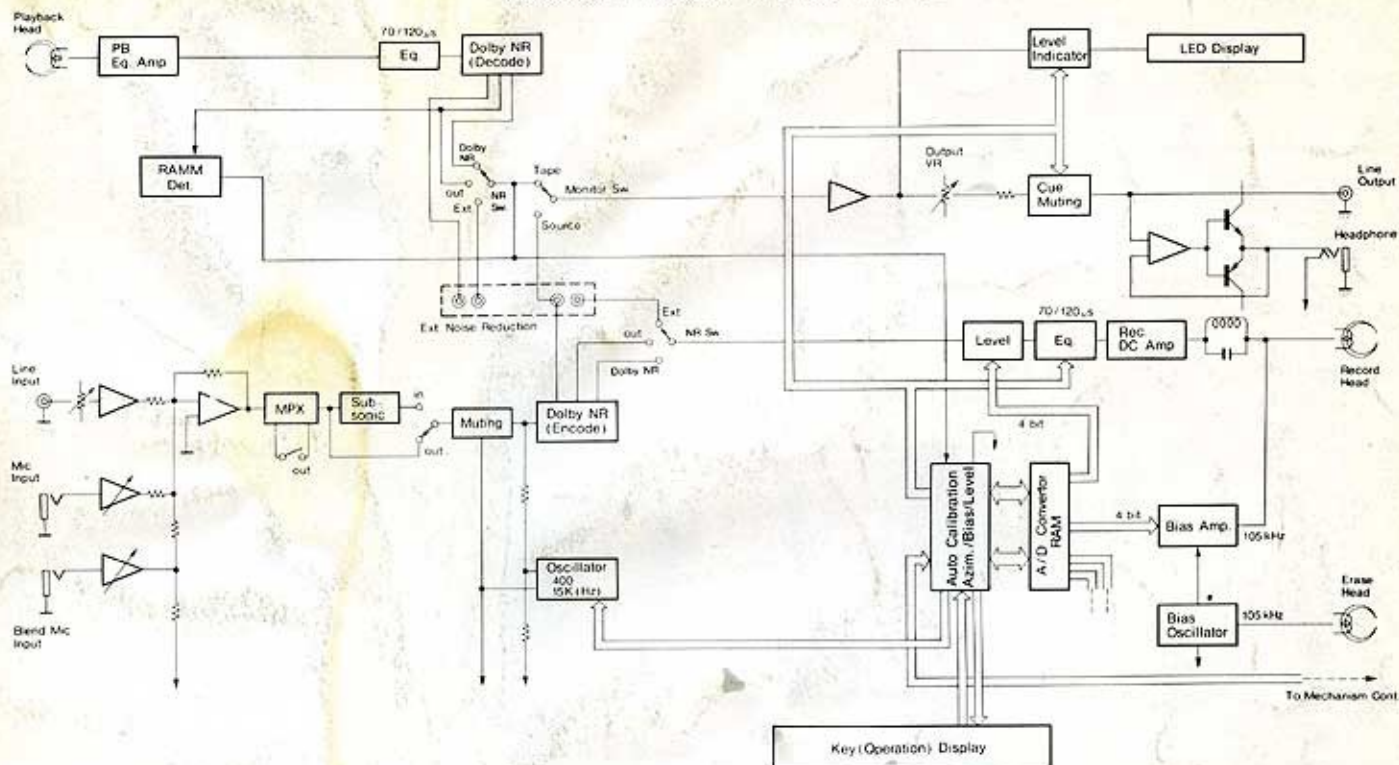 Playback
Head
PB
Eq. Amp
70/120µs
Eq.
Dolby NR
(Decode)
Level
Indicator
LED Display
RAMM
Det.
Dolby
NR
out
Ext
NR
Sw.
Tape
Monitor Sw.
Source
Output
VR
Cue
Muting
Line
Output
Headphone
Ext Noise Reduction
Ext
out
NR Sw.
Dolby NR
Level
70/120µs
Eq.
Rec.
DC Amp
Record
Head
Line
Input
MPX
out
Sub-
sonic
IS
out
Muting
Dolby NR
(Encode)
4 bit
Mic
Input
Blend Mic
Input
Oscillator
400
15K(Hz)
Auto Calibration
Azim./Bias/Level
A/D Convertor
RAM
4 bit
Bias Amp.
105kHz
Bias
Oscillator
105kHz
Erase
Head
To Mechanism Cont.
Key(Operation) Display